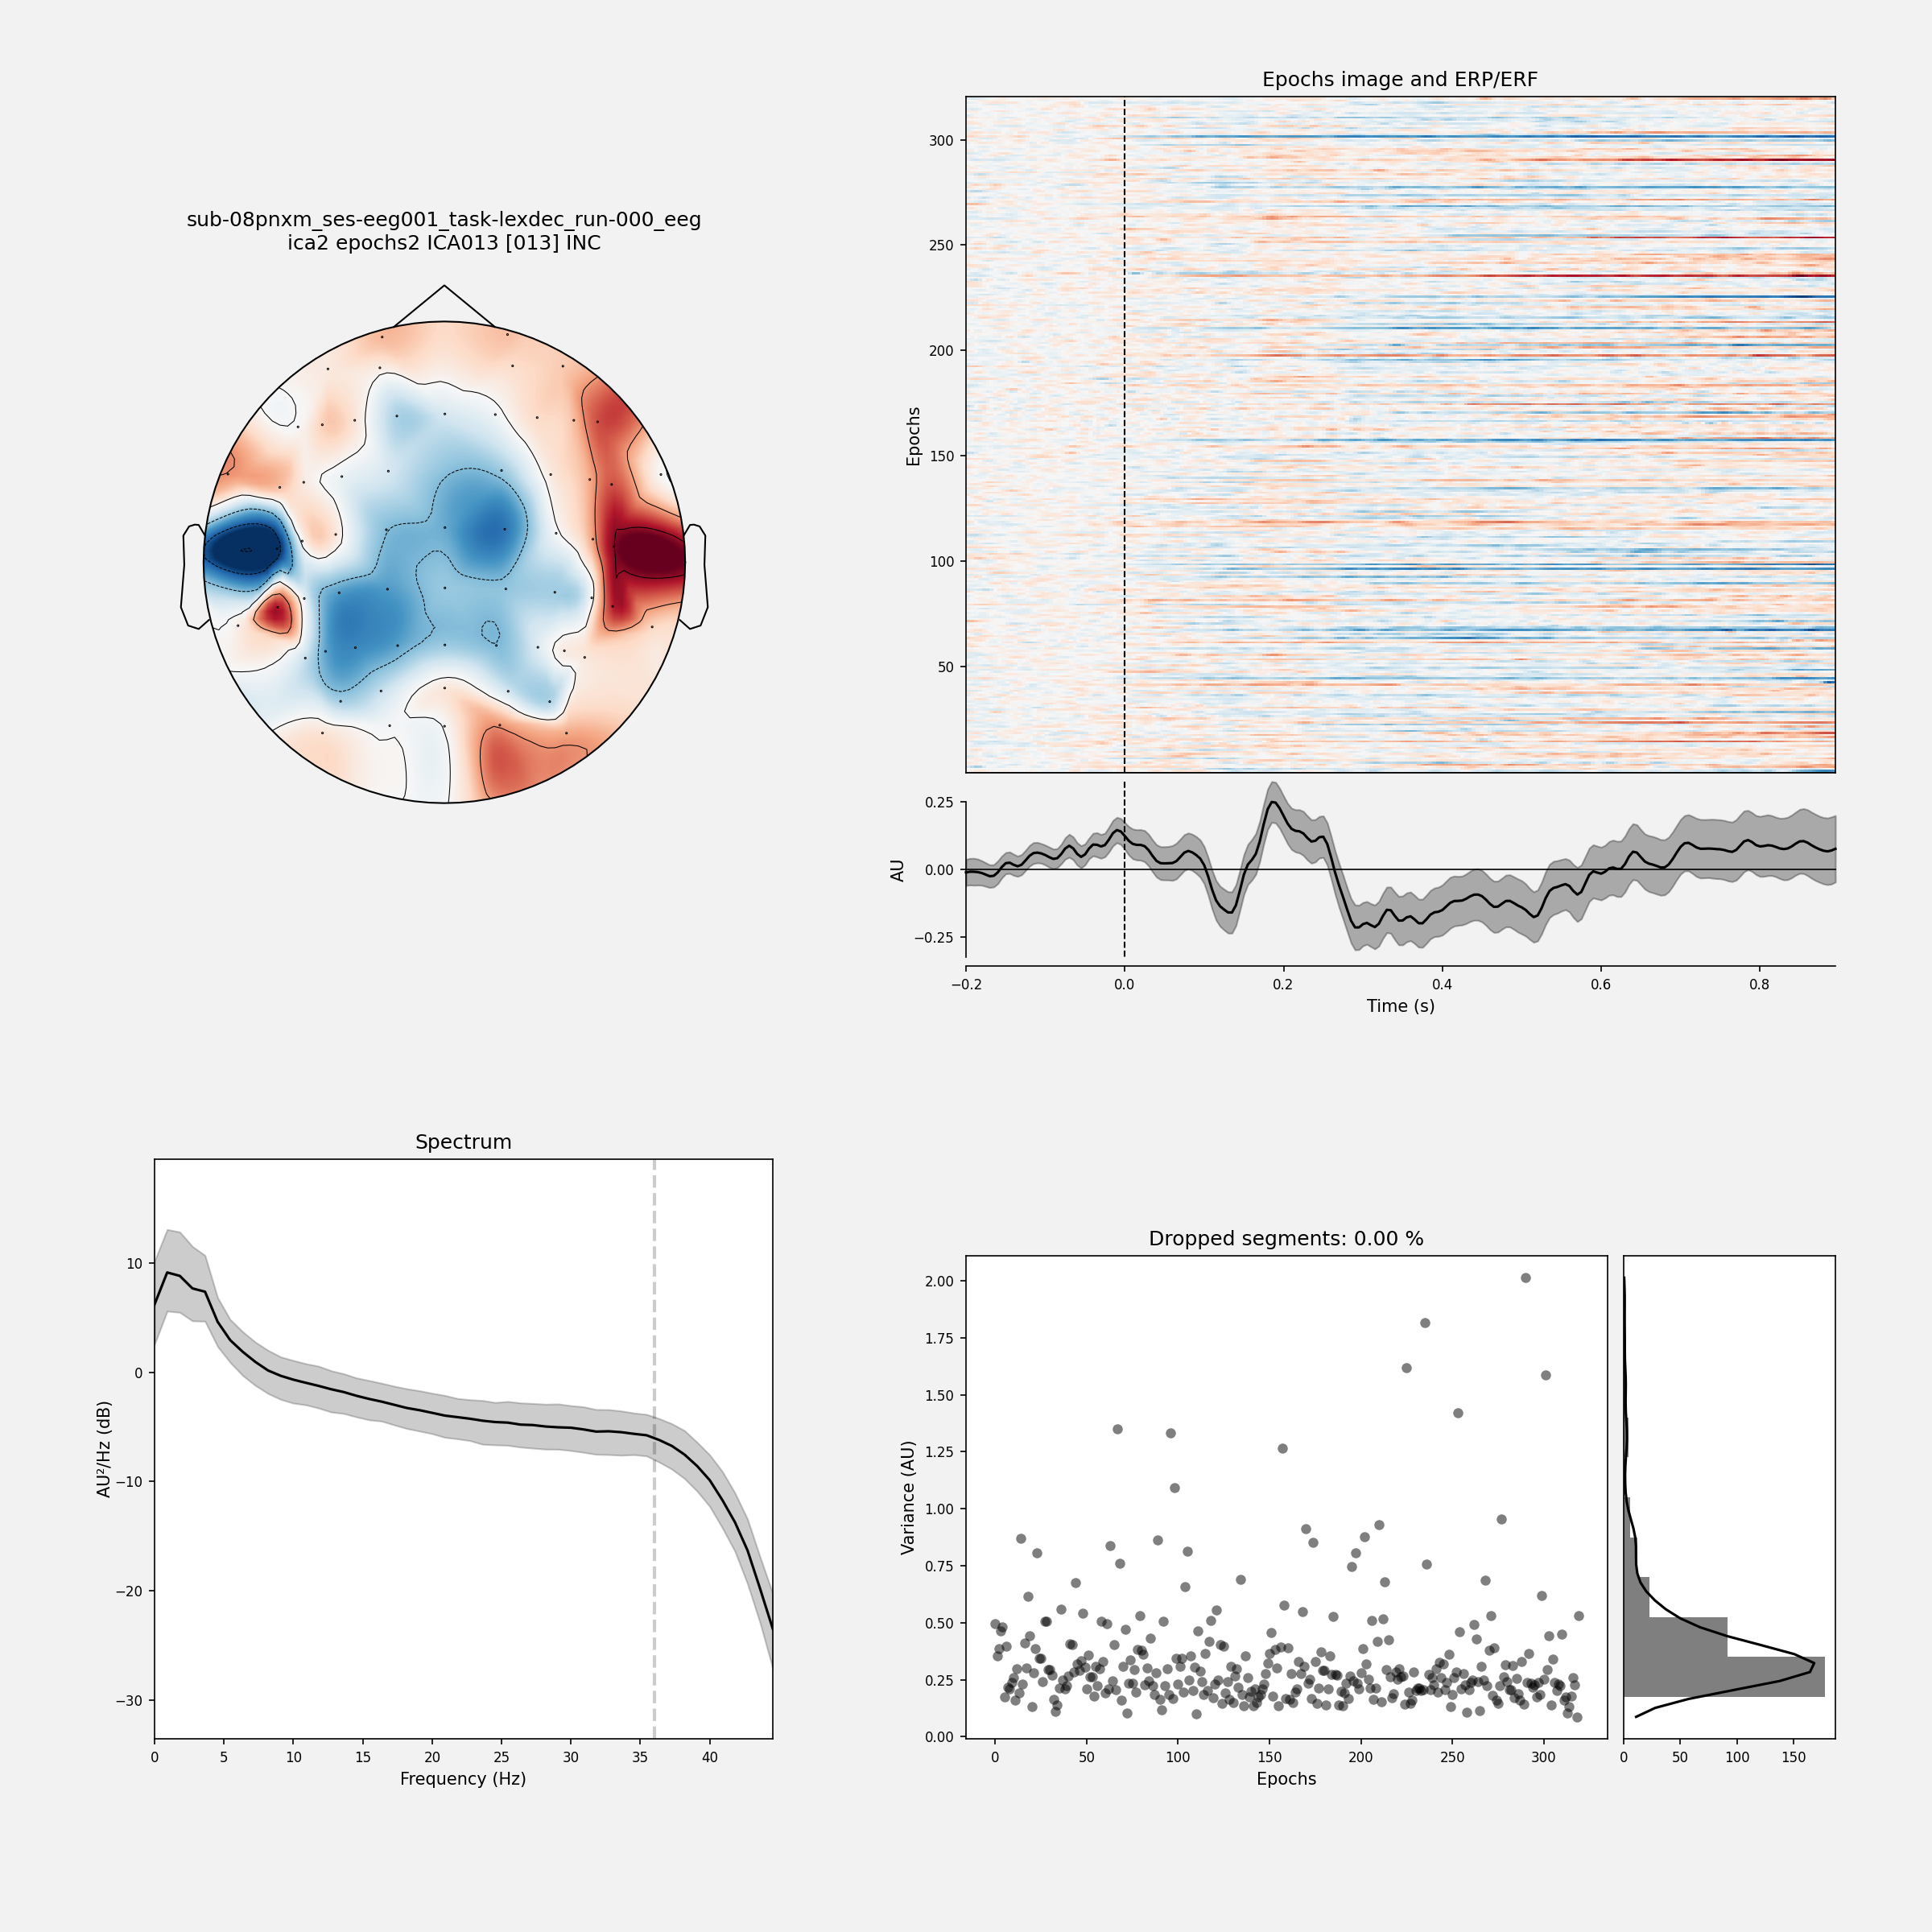 sub-08pnxm_ses-eeg001_task-lexdec_run-000_eeg
ica2 epochs2 ICA013 [013] INC
Epochs image and ERP/ERF
300
250
200
150
100
50
Epochs
0.25
0.00
−0.25
AU
−0.2 0.0 0.2 0.4 0.6 0.8
Time (s)
Spectrum
10
0
−10
−20
−30
AU²/Hz (dB)
0 5 10 15 20 25 30 35 40
Frequency (Hz)
Dropped segments: 0.00 %
2.00
1.75
1.50
1.25
1.00
0.75
0.50
0.25
0.00
Variance (AU)
0 50 100 150 200 250 300
Epochs
0 50 100 150